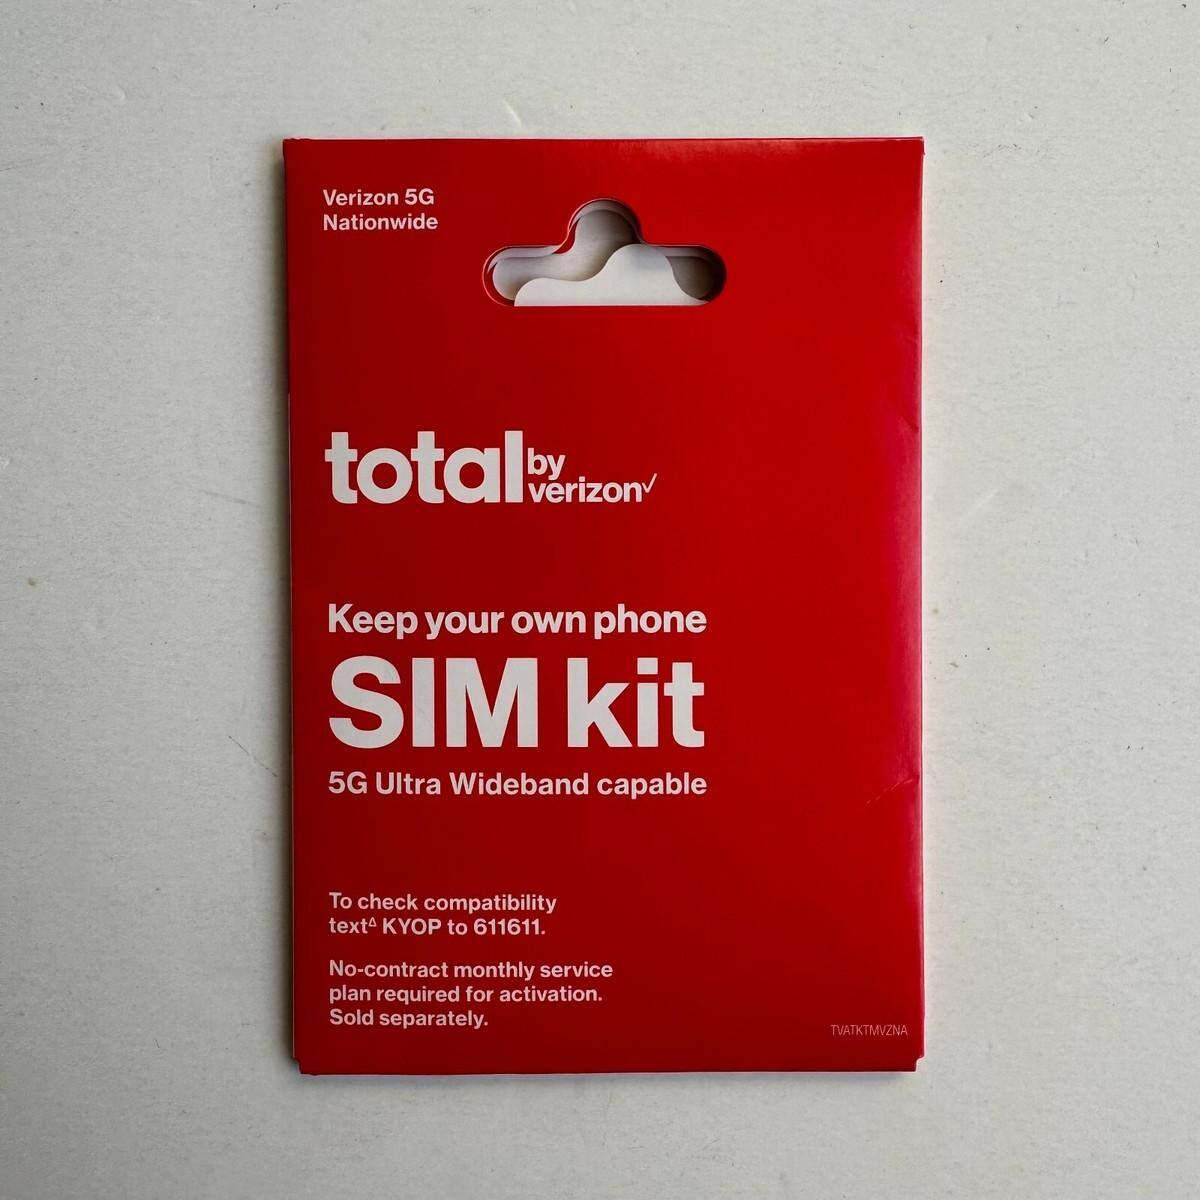 Verizon 5G
Nationwide
total by
verizon✓
Keep your own phone
SIM kit
5G Ultra Wideband capable
To check compatibility
textᐃ KYOP to 611611.
No-contract monthly service
plan required for activation.
Sold separately.
TVATKTMVZNA